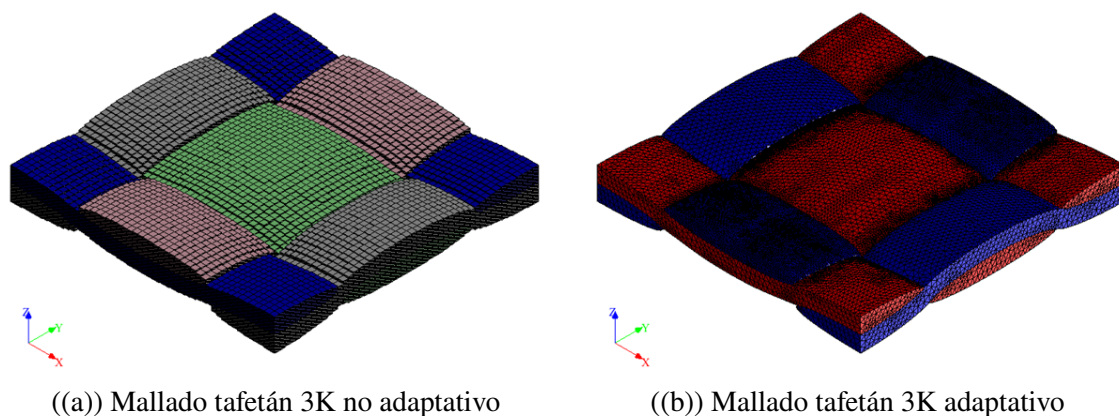 Z
Y
X
Z
Y
X
((a)) Mallado tafetán 3K no adaptativo
((b)) Mallado tafetán 3K adaptativo